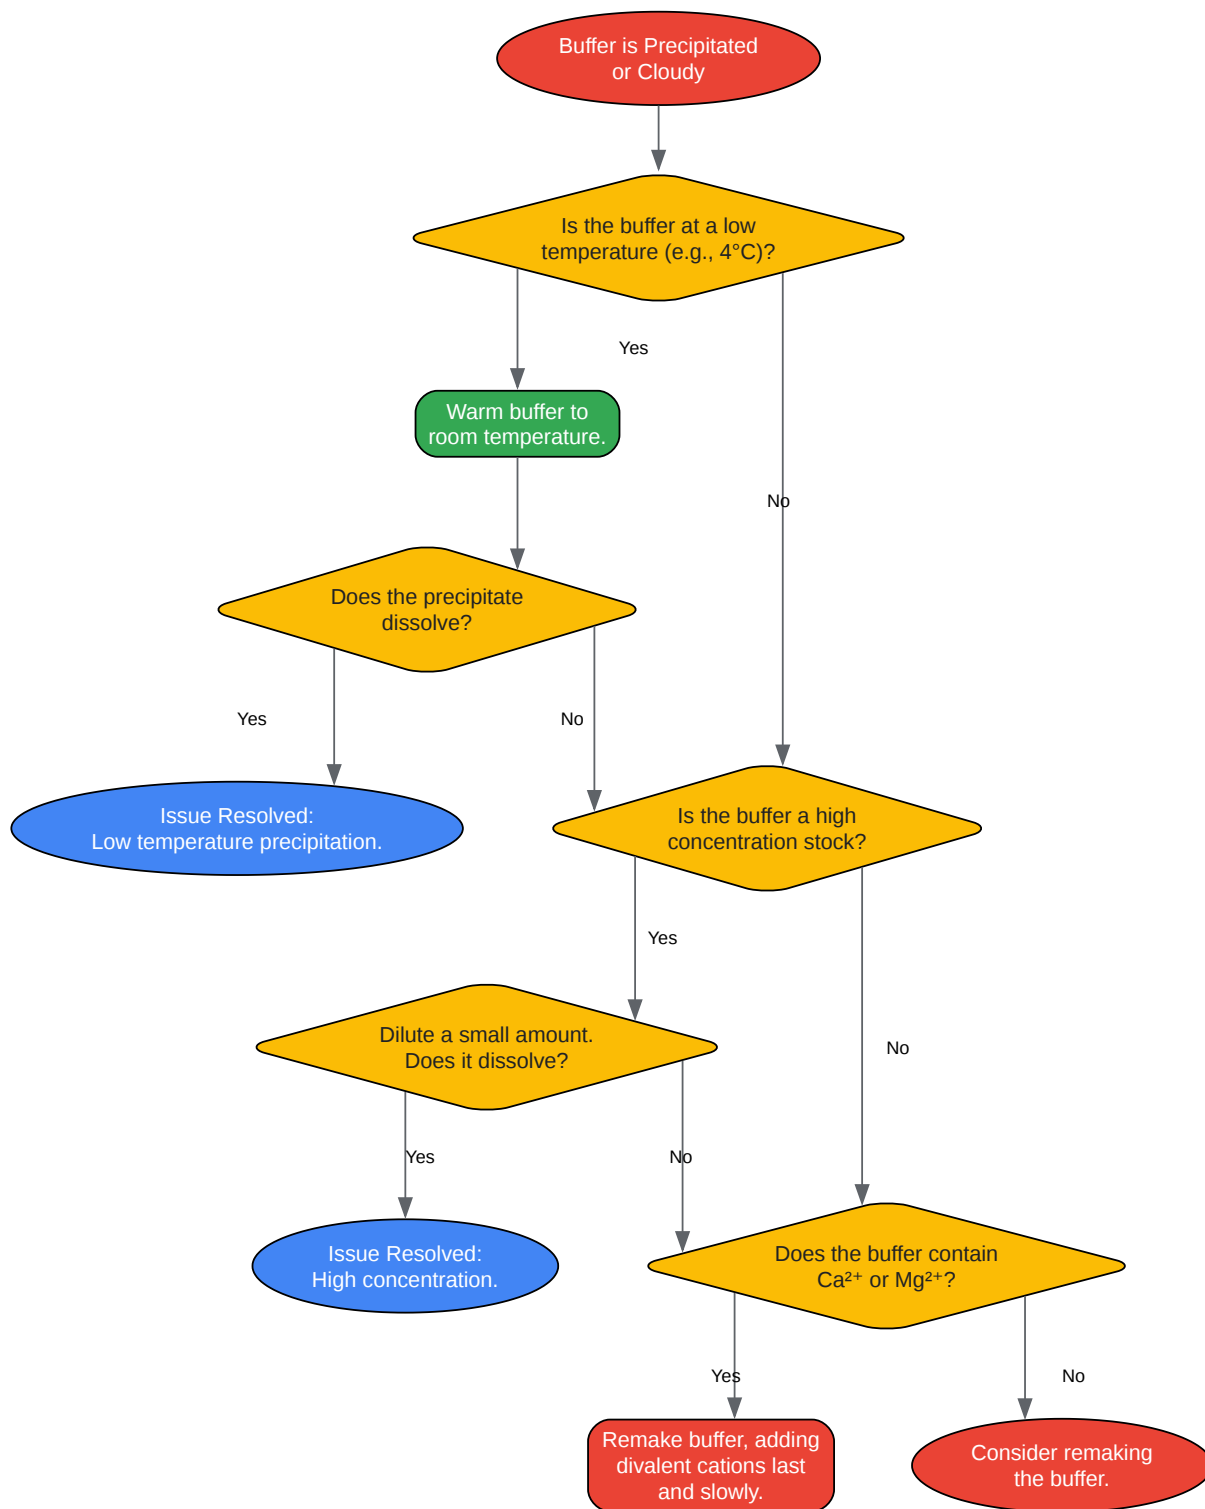 Buffer is Precipitated
or Cloudy
Is the buffer at a low
temperature (e.g., 4°C)?
Yes
Warm buffer to
room temperature.
No
Does the precipitate
dissolve?
Yes
No
Issue Resolved:
Low temperature precipitation.
Is the buffer a high
concentration stock?
Yes
Dilute a small amount.
Does it dissolve?
No
Yes
No
Issue Resolved:
High concentration.
Does the buffer contain
Ca²⁺ or Mg²⁺?
Yes
No
Remake buffer, adding
divalent cations last
and slowly.
Consider remaking
the buffer.